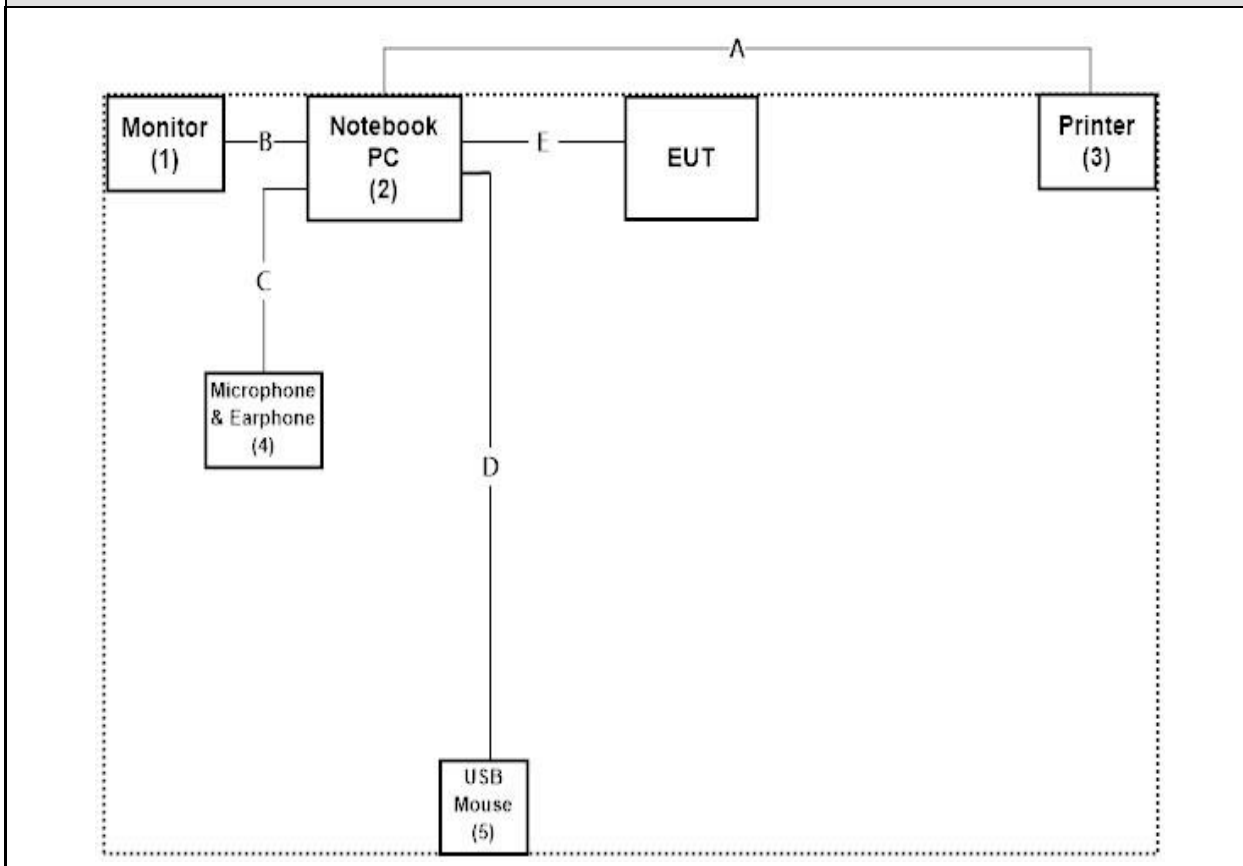 A
Monitor
(1)
B
Notebook
PC
(2)
E
EUT
Printer
(3)
C
Microphone
& Earphone
(4)
D
USB
Mouse
(5)